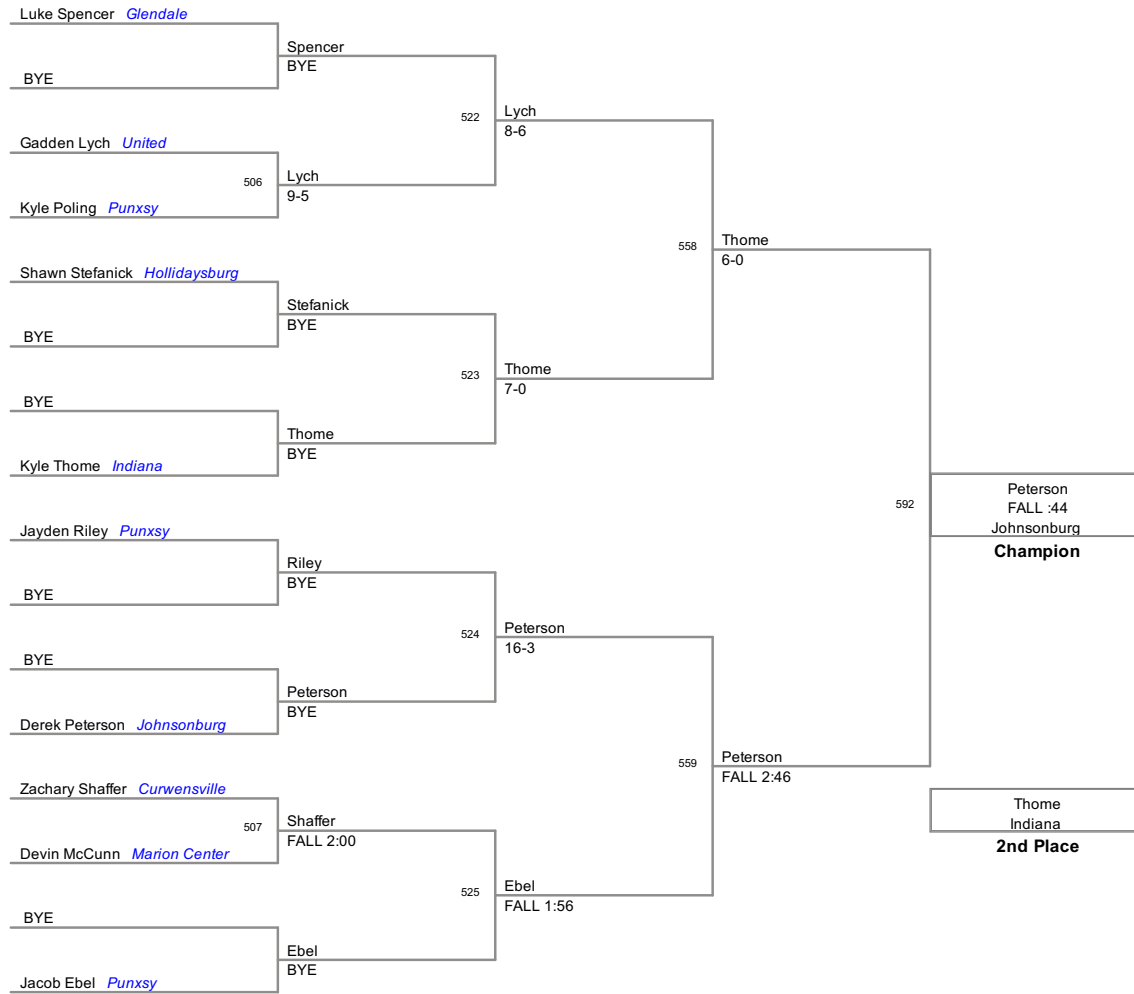 Luke Spencer Glendale
Spencer
BYE
BYE
522
Lych
8-6
Gadden Lych United
506
Lych
9-5
Kyle Poling Punxsy
558
Thome
6-0
Shawn Stefanick Hollidaysburg
Stefanick
BYE
BYE
523
Thome
7-0
BYE
Thome
BYE
Kyle Thome Indiana
592
Peterson
FALL :44
Johnsonburg
Champion
Jayden Riley Punxsy
Riley
BYE
BYE
524
Peterson
16-3
BYE
Peterson
BYE
Derek Peterson Johnsonburg
559
Peterson
FALL 2:46
Zachary Shaffer Curwensville
507
Shaffer
FALL 2:00
Devin McCunn Marion Center
Thome
Indiana
2nd Place
525
Ebel
FALL 1:56
BYE
Ebel
BYE
Jacob Ebel Punxsy